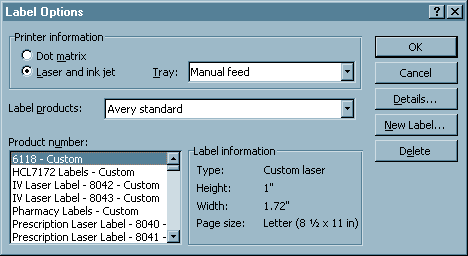 Label Options
Printer information
Dot matrix
Laser and ink jet
Tray:
Manual feed
Label products:
Avery standard
Product number:
6118 - Custom
HCL7172 Labels - Custom
IV Laser Label - 8042 - Custom
IV Laser Label - 8043 - Custom
Pharmacy Labels - Custom
Prescription Laser Label - 8040 -
Prescription Laser Label - 8041 -
Label information
Type: Custom laser
Height: 1"
Width: 1.72"
Page size: Letter (8 ½ x 11 in)
OK
Cancel
Details...
New Label...
Delete